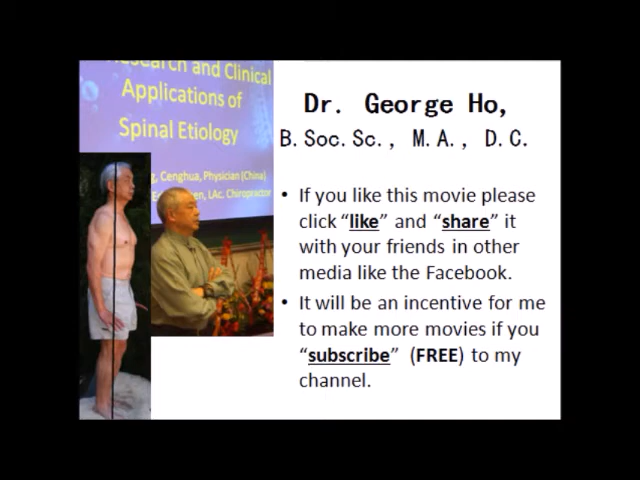 Research and Clinical
Applications of
Spinal Etiology
Cenghua, Physician (China)
LAc, Chiropractor
Dr. George Ho,
B.Soc.Sc., M.A., D.C.
• If you like this movie please
click “like” and “share” it
with your friends in other
media like the Facebook.
• It will be an incentive for me
to make more movies if you
“subscribe” (FREE) to my
channel.